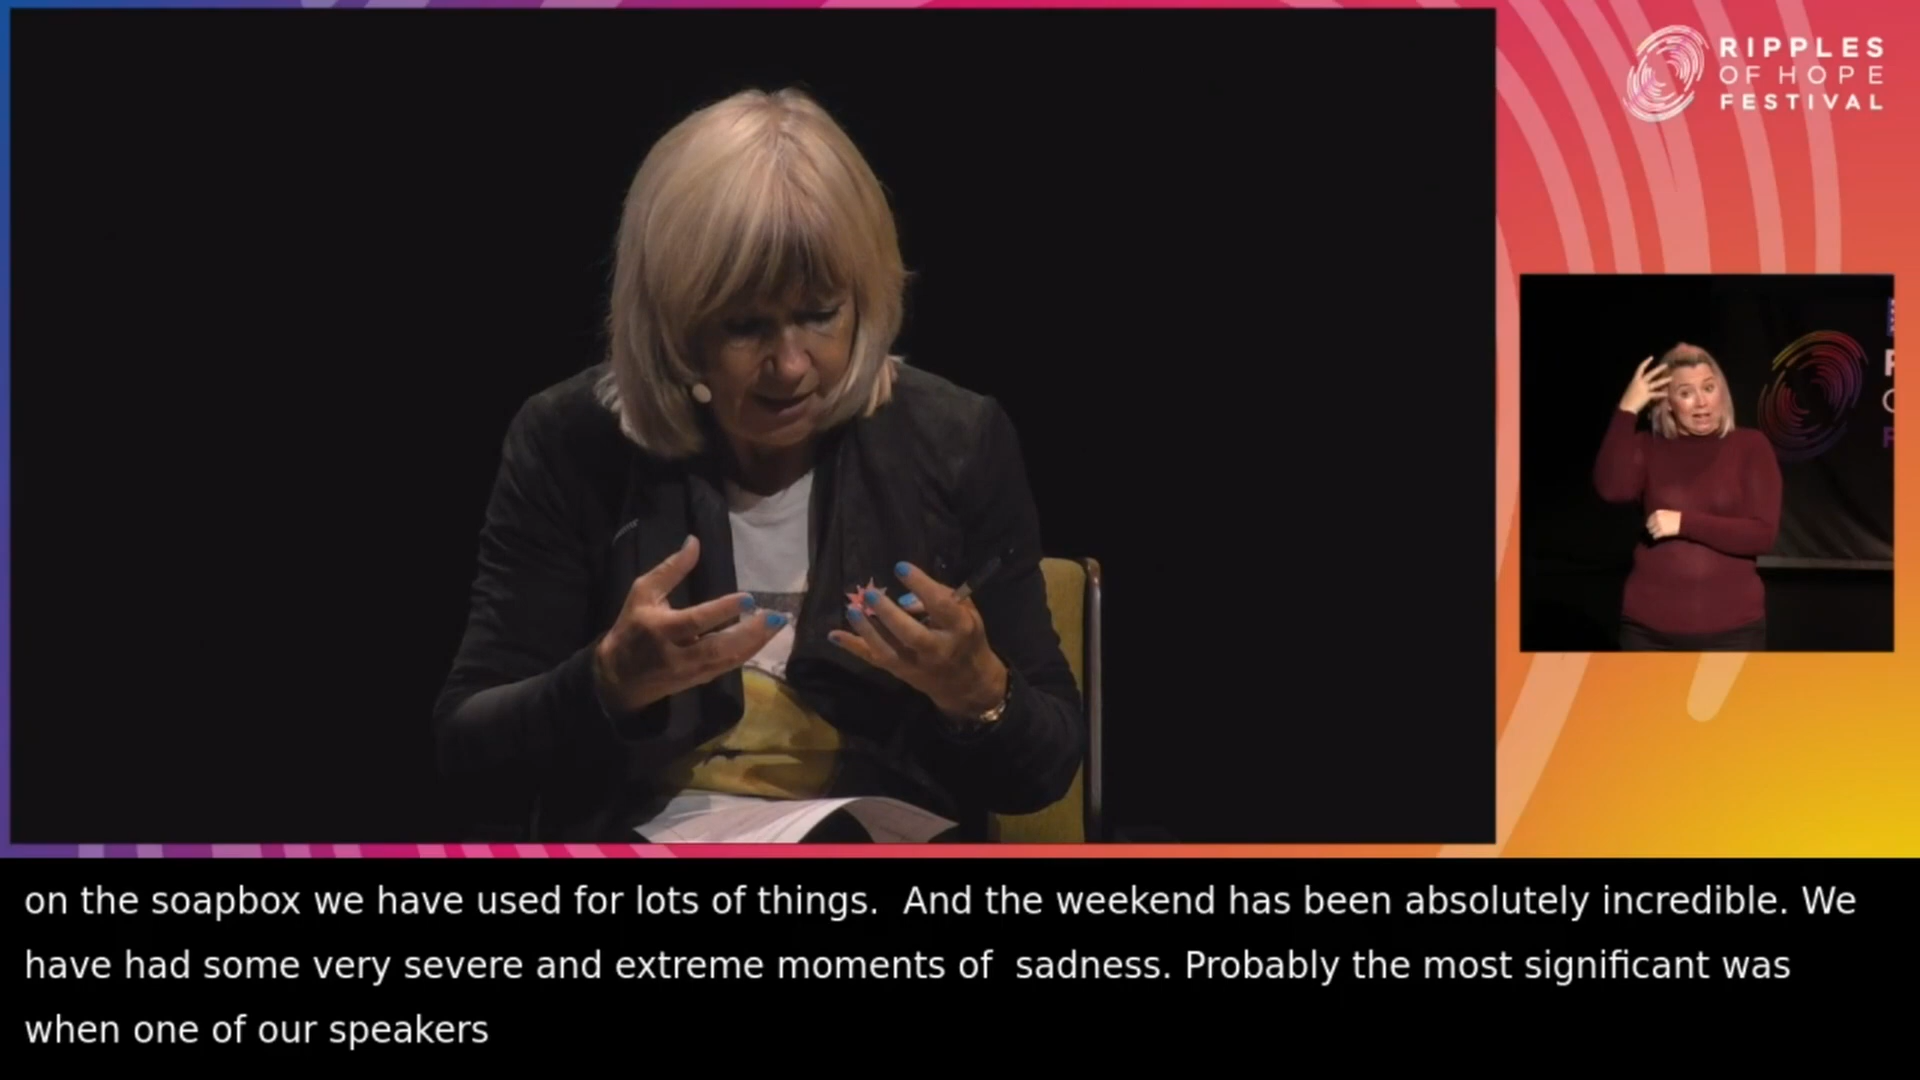 RIPPLES
OF HOPE
FESTIVAL
on the soapbox we have used for lots of things.  And the weekend has been absolutely incredible. We
have had some very severe and extreme moments of  sadness. Probably the most significant was
when one of our speakers